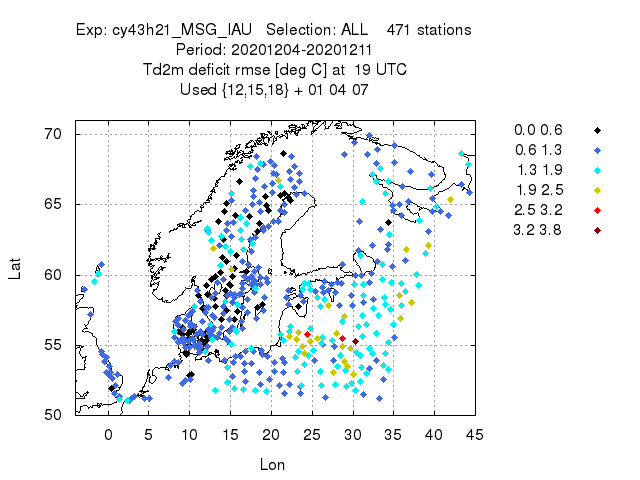 Exp: cy43h21_MSG_IAU Selection: ALL 471 stations
Period: 20201204-20201211
Td2m deficit rmse [deg C] at 19 UTC
Used {12,15,18} + 01 04 07
70
65
60
55
50
Lat
0 5 10 15 20 25 30 35 40 45
Lon
0.0 0.6
0.6 1.3
1.3 1.9
1.9 2.5
2.5 3.2
3.2 3.8